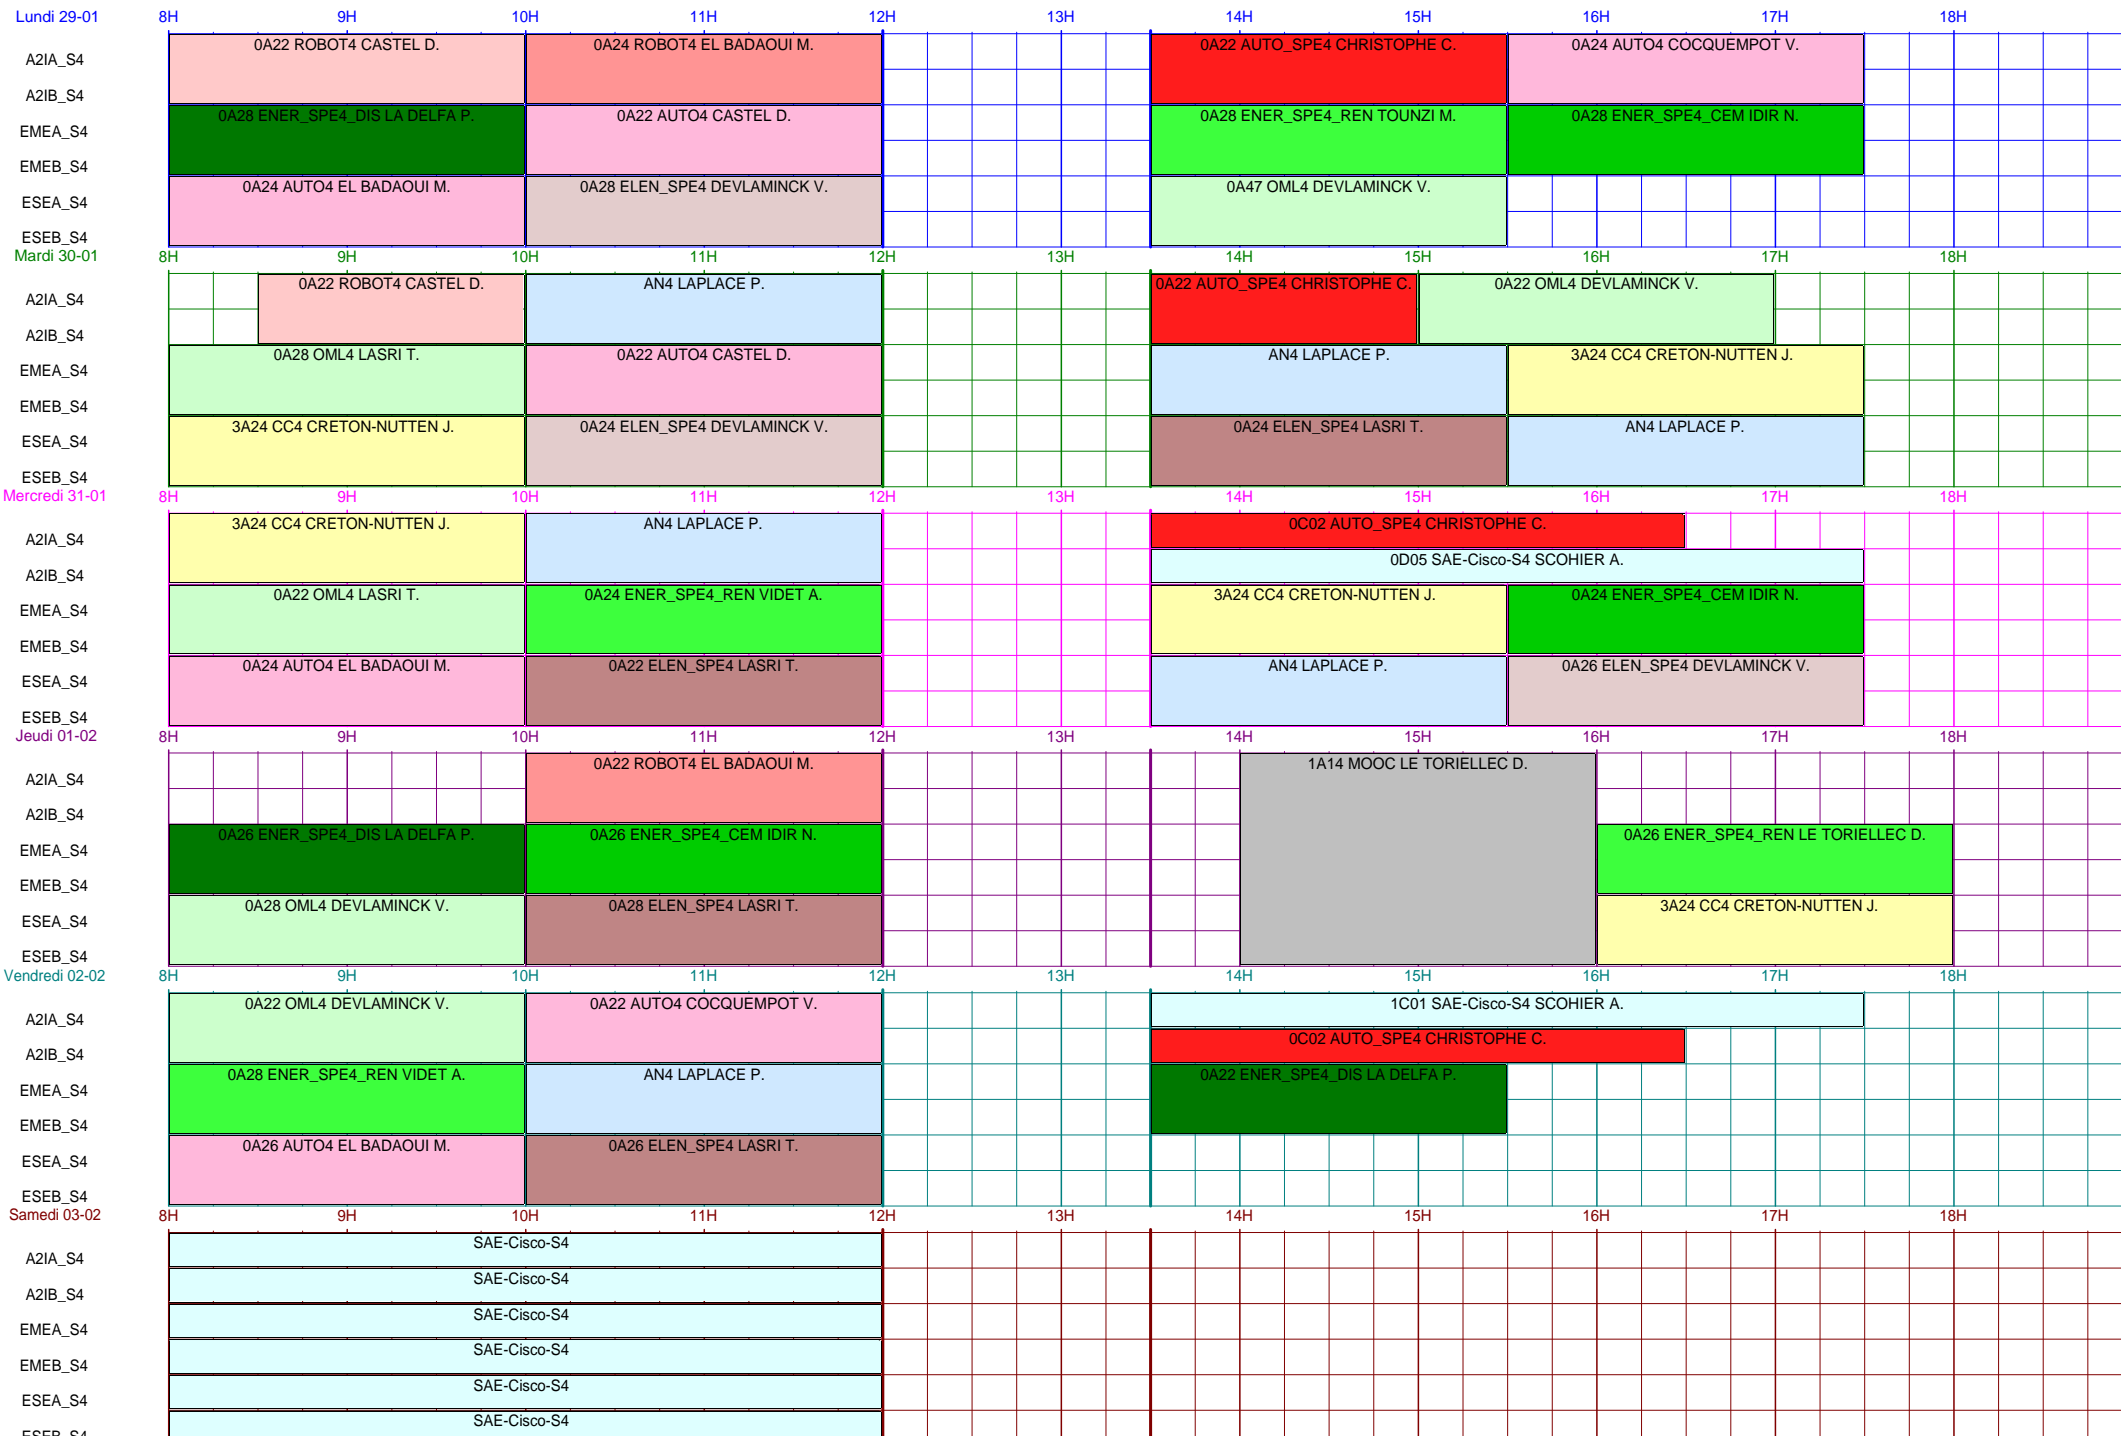 Lundi 29-01 8H 9H 10H 11H 12H 13H 14H 15H 16H 17H 18H
0A22 ROBOT4 CASTEL D. 0A24 ROBOT4 EL BADAOUI M. 0A22 AUTO_SPE4 CHRISTOPHE C. 0A24 AUTO4 COCQUEMPOT V.
A2IA_S4
A2IB_S4
0A28 ENER_SPE4_DIS LA DELFA P. 0A22 AUTO4 CASTEL D. 0A28 ENER_SPE4_REN TOUNZI M. 0A28 ENER_SPE4_CEM IDIR N.
EMEA_S4
EMEB_S4
0A24 AUTO4 EL BADAOUI M. 0A28 ELEN_SPE4 DEVLAMINCK V. 0A47 OML4 DEVLAMINCK V.
ESEA_S4
ESEB_S4
Mardi 30-01 8H 9H 10H 11H 12H 13H 14H 15H 16H 17H 18H
0A22 ROBOT4 CASTEL D. AN4 LAPLACE P. 0A22 AUTO_SPE4 CHRISTOPHE C. 0A22 OML4 DEVLAMINCK V.
A2IA_S4
A2IB_S4
0A28 OML4 LASRI T. 0A22 AUTO4 CASTEL D. AN4 LAPLACE P. 3A24 CC4 CRETON-NUTTEN J.
EMEA_S4
EMEB_S4
3A24 CC4 CRETON-NUTTEN J. 0A24 ELEN_SPE4 DEVLAMINCK V. 0A24 ELEN_SPE4 LASRI T. AN4 LAPLACE P.
ESEA_S4
ESEB_S4
Mercredi 31-01 8H 9H 10H 11H 12H 13H 14H 15H 16H 17H 18H
3A24 CC4 CRETON-NUTTEN J. AN4 LAPLACE P. 0C02 AUTO_SPE4 CHRISTOPHE C.
A2IA_S4
0D05 SAE-Cisco-S4 SCOHIER A.
A2IB_S4
0A22 OML4 LASRI T. 0A24 ENER_SPE4_REN VIDET A. 3A24 CC4 CRETON-NUTTEN J. 0A24 ENER_SPE4_CEM IDIR N.
EMEA_S4
EMEB_S4
0A24 AUTO4 EL BADAOUI M. 0A22 ELEN_SPE4 LASRI T. AN4 LAPLACE P. 0A26 ELEN_SPE4 DEVLAMINCK V.
ESEA_S4
ESEB_S4
Jeudi 01-02 8H 9H 10H 11H 12H 13H 14H 15H 16H 17H 18H
0A22 ROBOT4 EL BADAOUI M. 1A14 MOOC LE TORIELLEC D.
A2IA_S4
A2IB_S4
0A26 ENER_SPE4_DIS LA DELFA P. 0A26 ENER_SPE4_CEM IDIR N. 0A26 ENER_SPE4_REN LE TORIELLEC D.
EMEA_S4
EMEB_S4
0A28 OML4 DEVLAMINCK V. 0A28 ELEN_SPE4 LASRI T. 3A24 CC4 CRETON-NUTTEN J.
ESEA_S4
ESEB_S4
Vendredi 02-02 8H 9H 10H 11H 12H 13H 14H 15H 16H 17H 18H
0A22 OML4 DEVLAMINCK V. 0A22 AUTO4 COCQUEMPOT V. 1C01 SAE-Cisco-S4 SCOHIER A.
A2IA_S4
0C02 AUTO_SPE4 CHRISTOPHE C.
A2IB_S4
0A28 ENER_SPE4_REN VIDET A. AN4 LAPLACE P. 0A22 ENER_SPE4_DIS LA DELFA P.
EMEA_S4
EMEB_S4
0A26 AUTO4 EL BADAOUI M. 0A26 ELEN_SPE4 LASRI T.
ESEA_S4
ESEB_S4
Samedi 03-02 8H 9H 10H 11H 12H 13H 14H 15H 16H 17H 18H
SAE-Cisco-S4
A2IA_S4
SAE-Cisco-S4
A2IB_S4
SAE-Cisco-S4
EMEA_S4
SAE-Cisco-S4
EMEB_S4
SAE-Cisco-S4
ESEA_S4
SAE-Cisco-S4
ESEB_S4